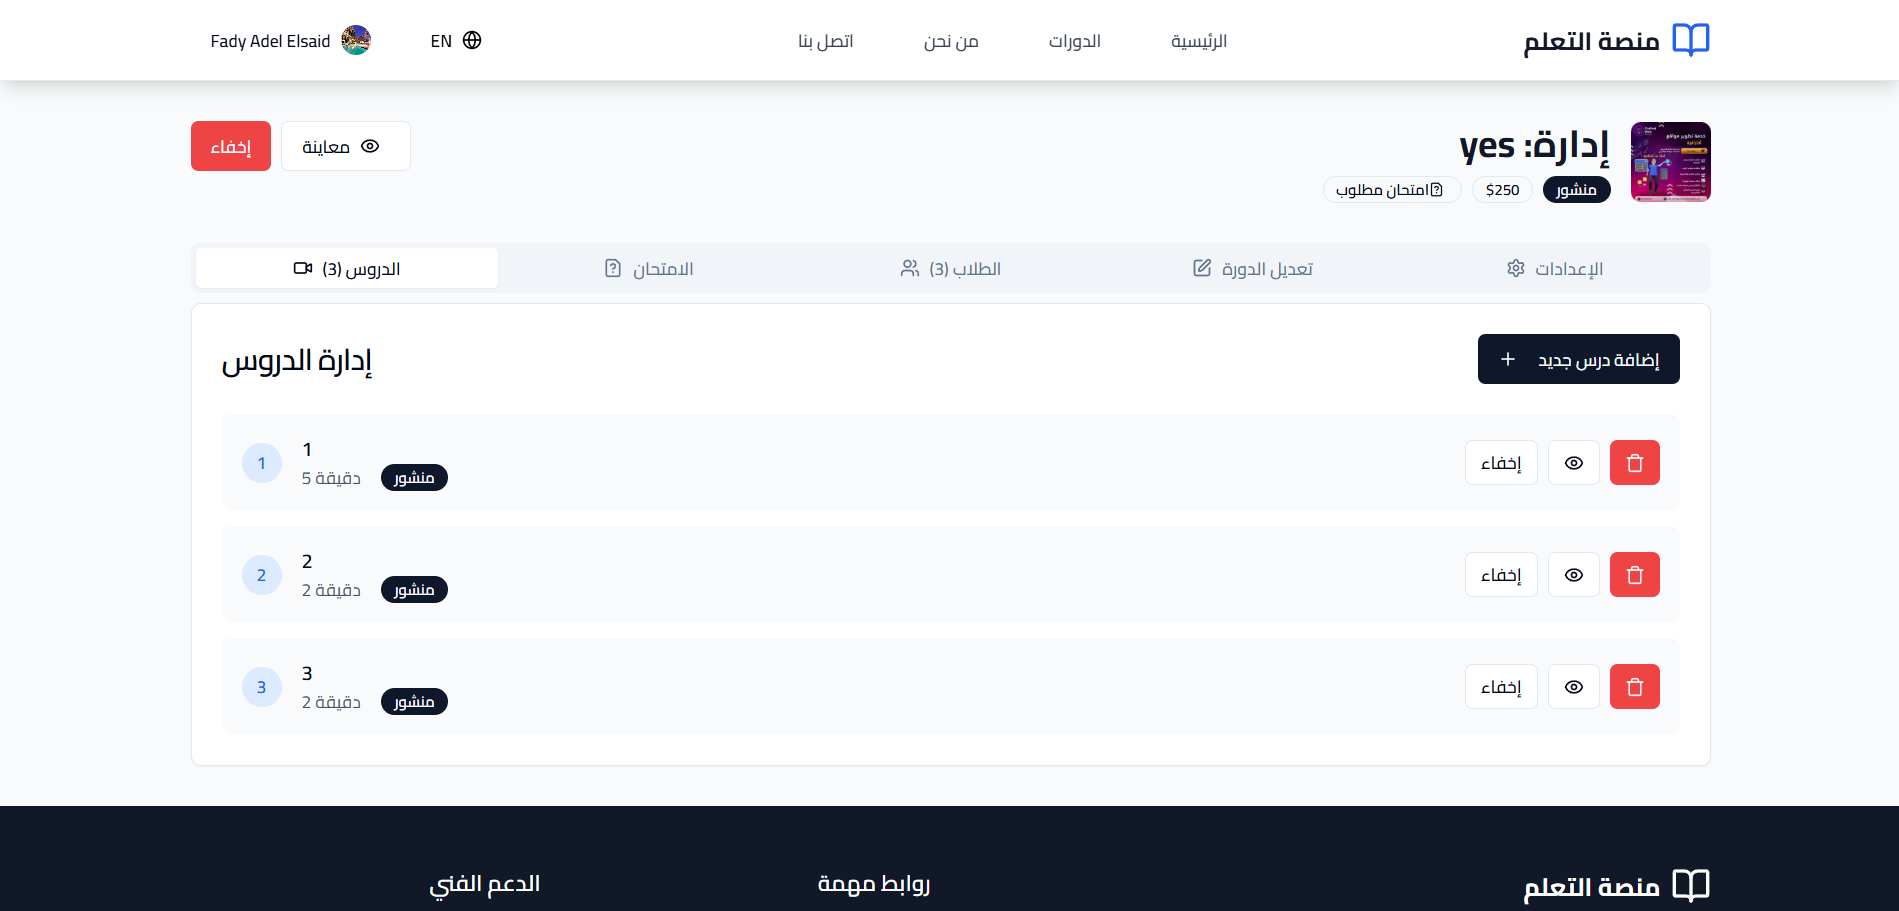 منصة التعلم
الرئيسية
الدورات
من نحن
اتصل بنا
EN
Fady Adel Elsaid
إدارة: yes
منشور
$250
امتحان مطلوب
معاينة
إخفاء
الإعدادات
تعديل الدورة
الطلاب (3)
الامتحان
الدروس (3)
إضافة درس جديد
إدارة الدروس
1
1
5 دقيقة
منشور
إخفاء
2
2
2 دقيقة
منشور
إخفاء
3
3
2 دقيقة
منشور
إخفاء
منصة التعلم
روابط مهمة
الدعم الفني